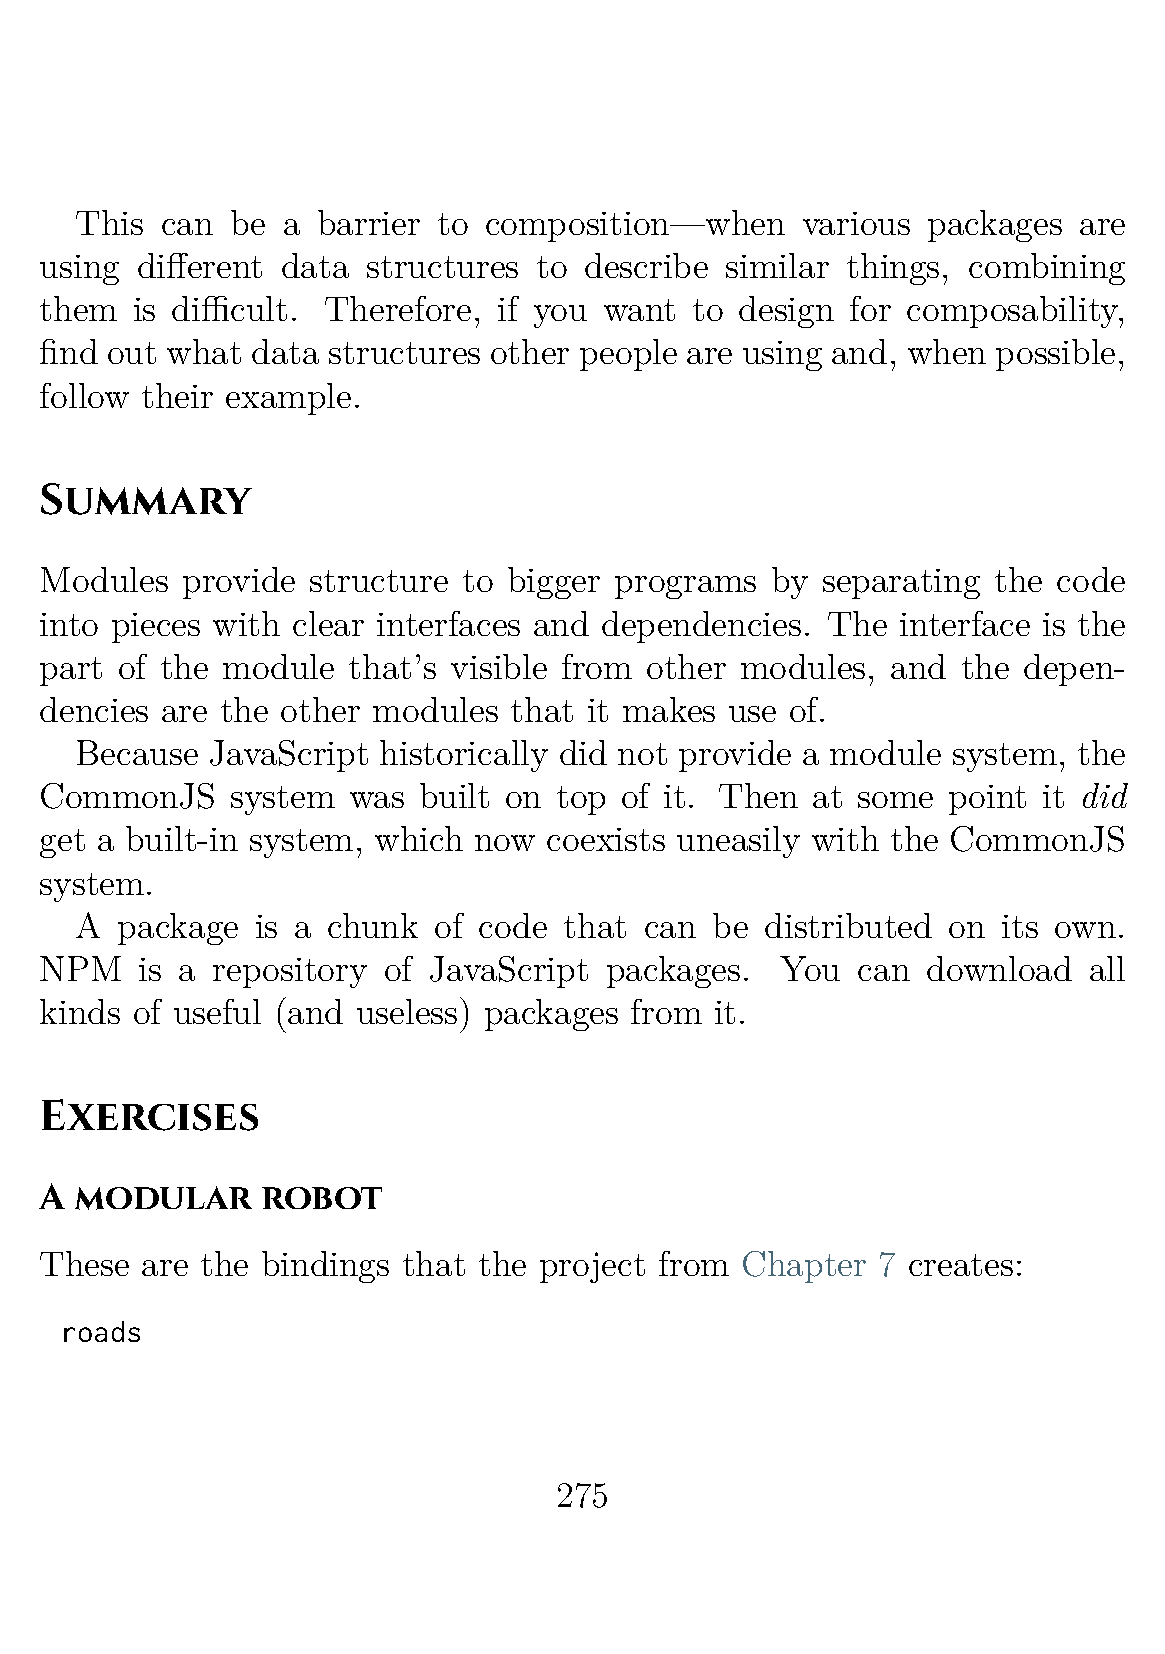 This can be a barrier to composition—when various packages are
using different data structures to describe similar things, combining
them is difficult. Therefore, if you want to design for composability,
find out what data structures other people are using and, when possible,
follow their example.
Summary
Modules provide structure to bigger programs by separating the code
into pieces with clear interfaces and dependencies. The interface is the
part of the module that's visible from other modules, and the depen-
dencies are the other modules that it makes use of.
Because JavaScript historically did not provide a module system, the
CommonJS system was built on top of it. Then at some point it did
get a built-in system, which now coexists uneasily with the CommonJS
system.
A package is a chunk of code that can be distributed on its own.
NPM is a repository of JavaScript packages. You can download all
kinds of useful (and useless) packages from it.
Exercises
A modular robot
These are the bindings that the project from Chapter 7 creates:
roads
275